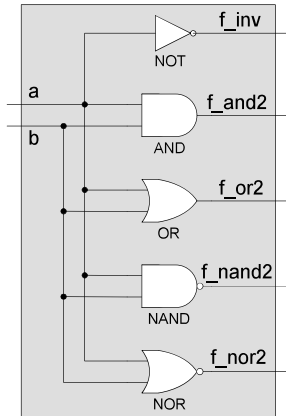 f_inv
NOT
a
f_and2
b
AND
f_or2
OR
f_nand2
NAND
f_nor2
NOR